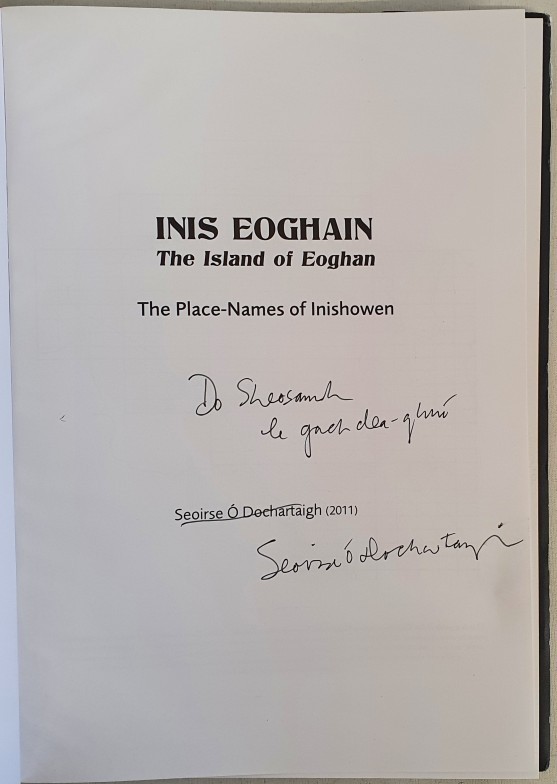 INIS EOGHAIN
The Island of Eoghan
The Place-Names of Inishowen
Do Sheosamh
le gach dea-ghuí
Seoirse Ó Dochartaigh (2011)
Seoirse Ó Dochartaigh